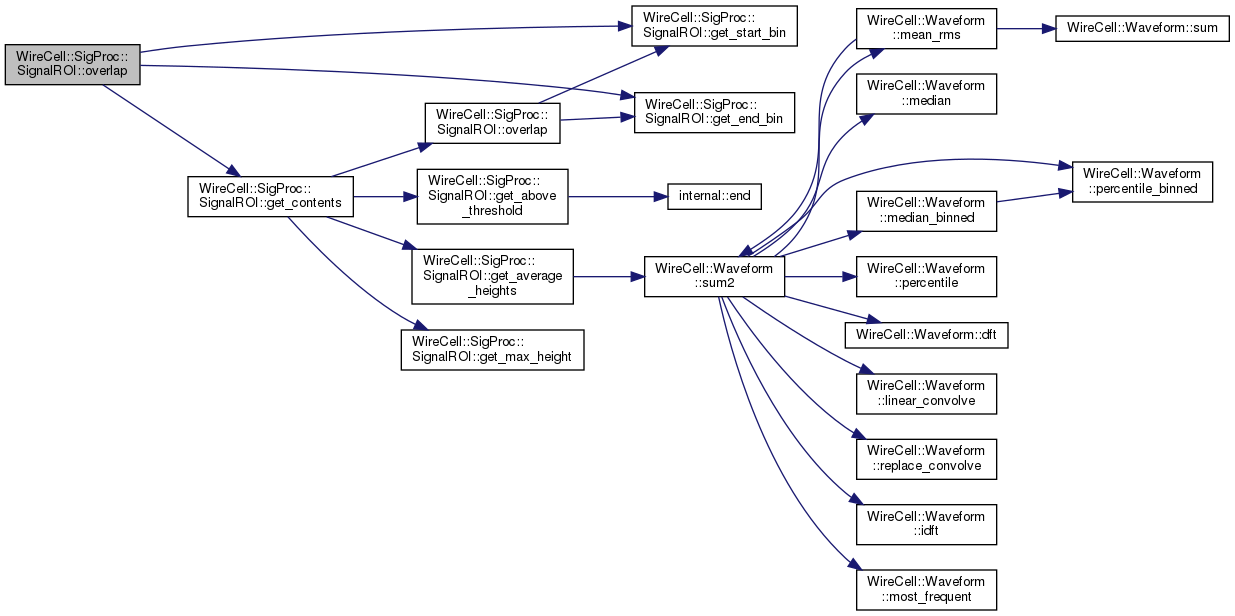 WireCell::SigProc::
SignalROI::overlap
WireCell::SigProc::
SignalROI::get_start_bin
WireCell::SigProc::
SignalROI::get_end_bin
WireCell::SigProc::
SignalROI::get_contents
WireCell::SigProc::
SignalROI::overlap
WireCell::SigProc::
SignalROI::get_above
_threshold
internal::end
WireCell::SigProc::
SignalROI::get_average
_heights
WireCell::SigProc::
SignalROI::get_max_height
WireCell::Waveform
::sum2
WireCell::Waveform
::mean_rms
WireCell::Waveform::sum
WireCell::Waveform
::median
WireCell::Waveform
::percentile_binned
WireCell::Waveform
::median_binned
WireCell::Waveform
::percentile
WireCell::Waveform::dft
WireCell::Waveform
::linear_convolve
WireCell::Waveform
::replace_convolve
WireCell::Waveform
::idft
WireCell::Waveform
::most_frequent